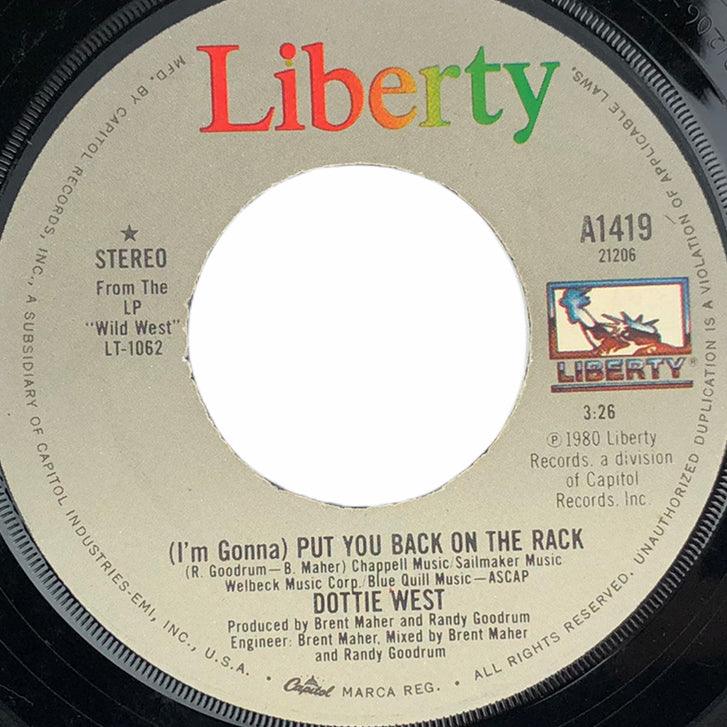 Liberty
MFD. BY CAPITOL RECORDS, INC., A SUBSIDIARY OF CAPITOL INDUSTRIES-EMI, INC., U.S.A. • Capitol MARCA REG. • ALL RIGHTS RESERVED. UNAUTHORIZED DUPLICATION IS A VIOLATION OF APPLICABLE LAWS.
★
STEREO
From The
LP
"Wild West"
LT-1062
A1419
21206
LIBERTY®
3:26
℗ 1980 Liberty
Records, a division
of Capitol
Records, Inc.
(I'm Gonna) PUT YOU BACK ON THE RACK
(R. Goodrum—B. Maher) Chappell Music/Sailmaker Music
Welbeck Music Corp./Blue Quill Music—ASCAP
DOTTIE WEST
Produced by Brent Maher and Randy Goodrum
Engineer: Brent Maher, Mixed by Brent Maher
and Randy Goodrum